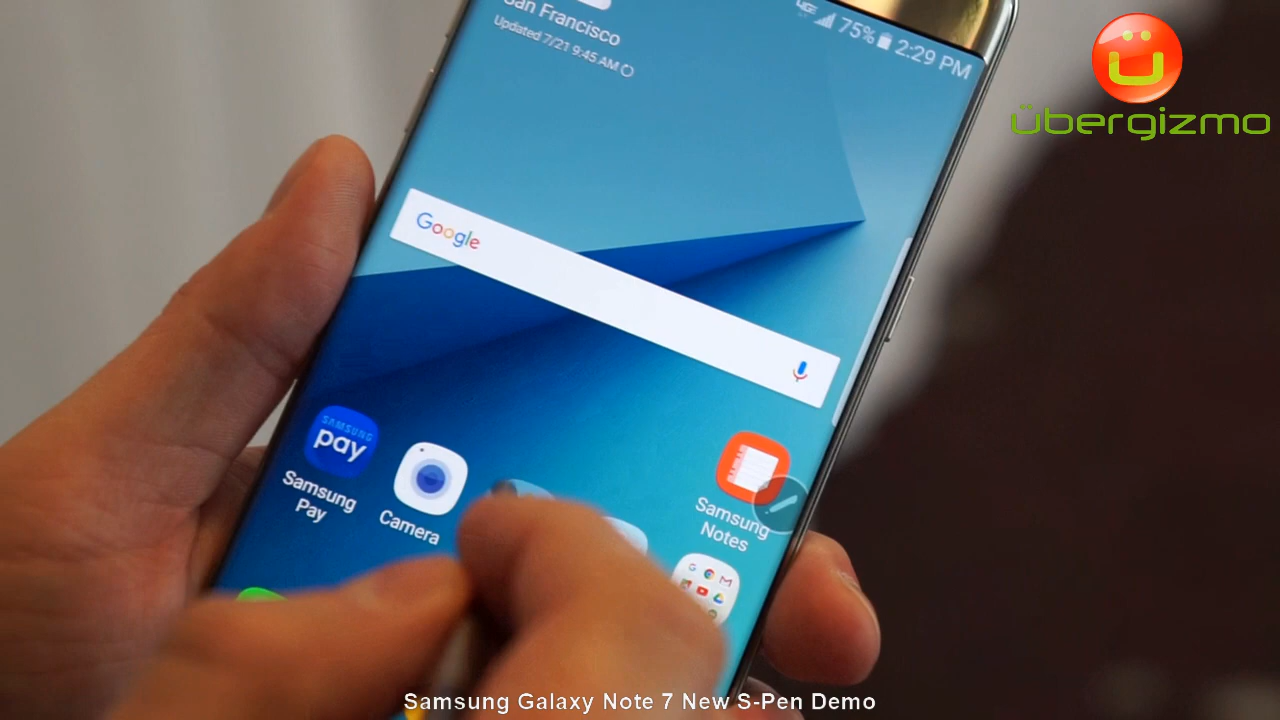 San Francisco
Updated 7/21 9:45 AM
4GE 75% 2:29 PM
übergizmo
Google
SAMSUNG
pay
Samsung
Pay
Camera
Samsung
Notes
Samsung Galaxy Note 7 New S-Pen Demo